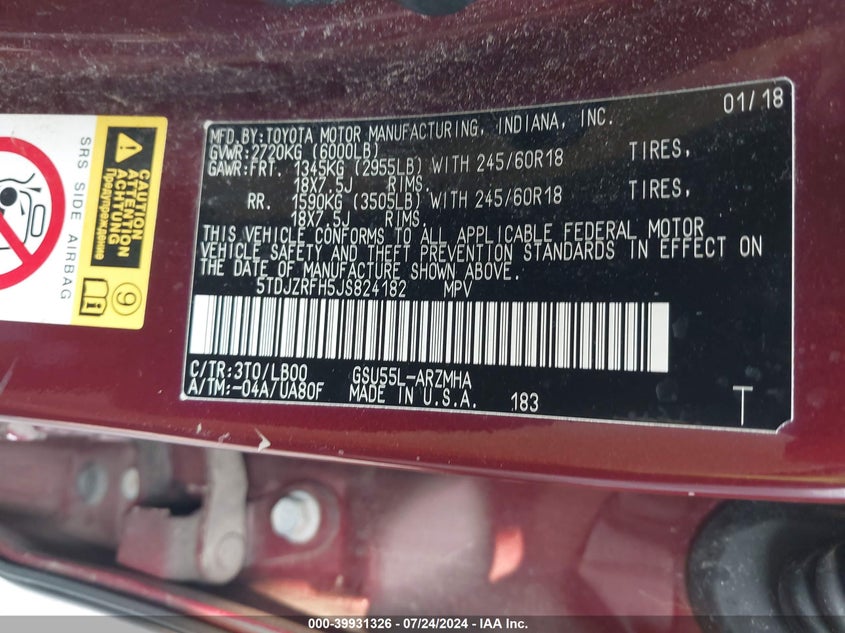 SRS SIDE AIRBAG
CAUTION
ATTENTION
ACHTUNG
Предупреждение
9
01/18
MFD.BY:TOYOTA MOTOR MANUFACTURING, INDIANA, INC.
GVWR:2720KG (6000LB)
GAWR:FRT. 1345KG (2955LB) WITH 245/60R18 TIRES,
18X7.5J RIMS.
RR. 1590KG (3505LB) WITH 245/60R18 TIRES,
18X7.5J RIMS.
THIS VEHICLE CONFORMS TO ALL APPLICABLE FEDERAL MOTOR
VEHICLE SAFETY AND THEFT PREVENTION STANDARDS IN EFFECT ON
THE DATE OF MANUFACTURE SHOWN ABOVE.
5TDJZRFH5JS824182 MPV
C/TR:3T0/LB00 GSU55L-ARZMHA
A/TM:-04A/UA80F MADE IN U.S.A. 183
T
000-39931326 / 07/24/2024 - Copyright © IAA, Inc.